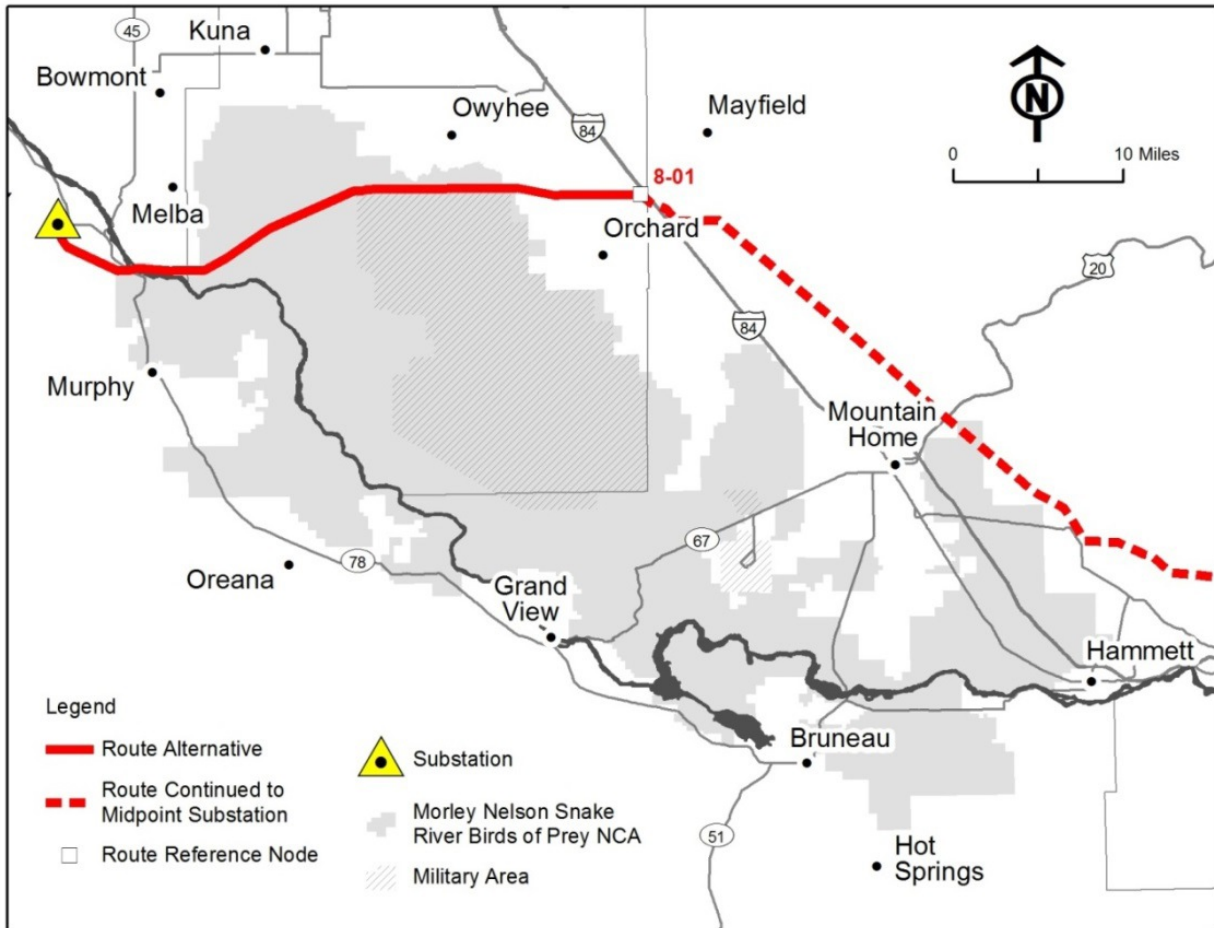 45
Kuna
Bowmont
Owyhee
Mayfield
84
N
0
10 Miles
8-01
Melba
Orchard
20
84
Murphy
Mountain
Home
67
78
Oreana
Grand
View
Hammett
Bruneau
51
Hot
Springs
Legend
Route Alternative
Route Continued to
Midpoint Substation
Route Reference Node
Substation
Morley Nelson Snake
River Birds of Prey NCA
Military Area